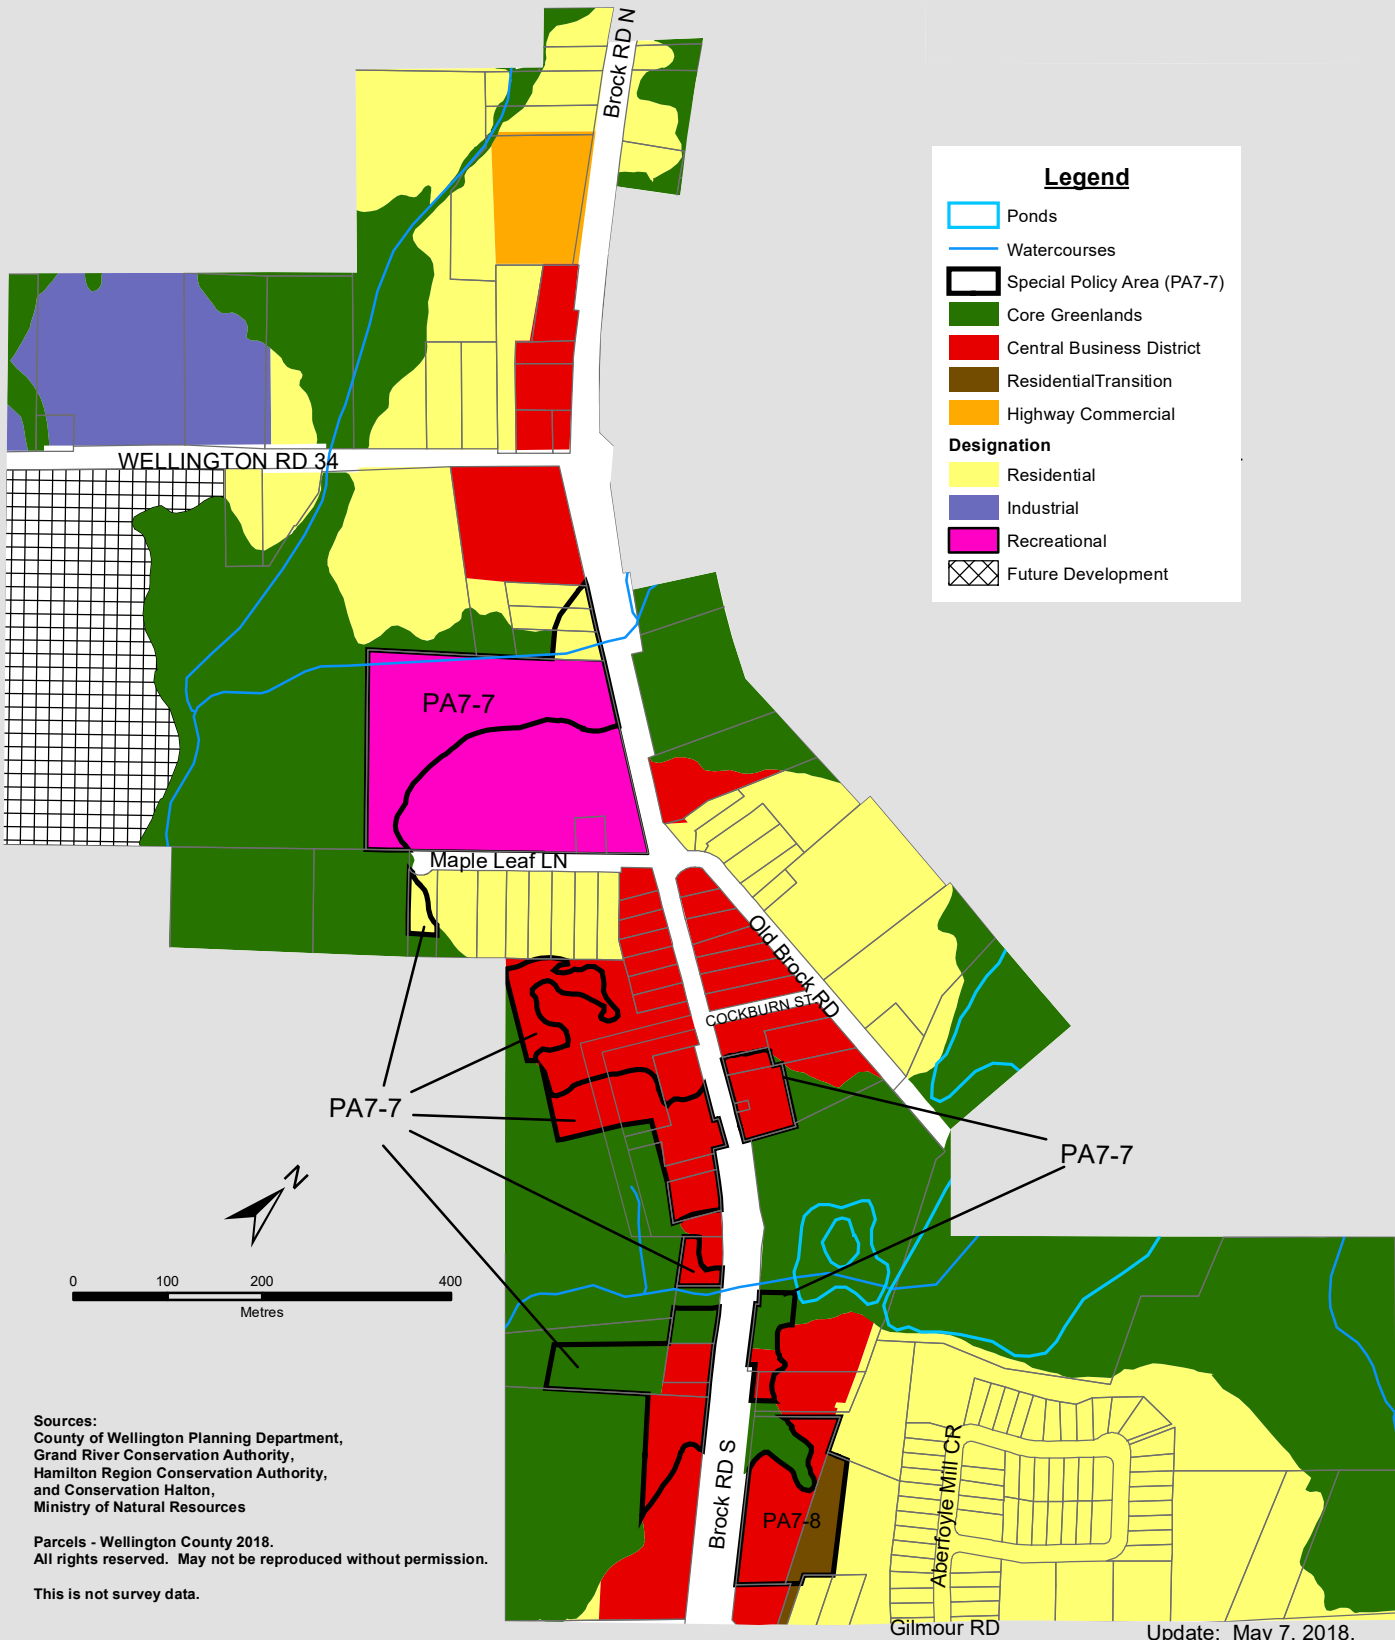 Brock RD N
Legend
Ponds
Watercourses
Special Policy Area (PA7-7)
Core Greenlands
Central Business District
ResidentialTransition
Highway Commercial
Designation
Residential
Industrial
Recreational
Future Development
WELLINGTON RD 34
PA7-7
Maple Leaf LN
Old Brock RD
COCKBURN ST
PA7-7
PA7-7
N
0 100 200 400
Metres
Sources:
County of Wellington Planning Department,
Grand River Conservation Authority,
Hamilton Region Conservation Authority,
and Conservation Halton,
Ministry of Natural Resources
Parcels - Wellington County 2018.
All rights reserved.  May not be reproduced without permission.
This is not survey data.
Brock RD S
PA7-8
Aberfoyle Mill CR
Gilmour RD
Update:  May 7, 2018.